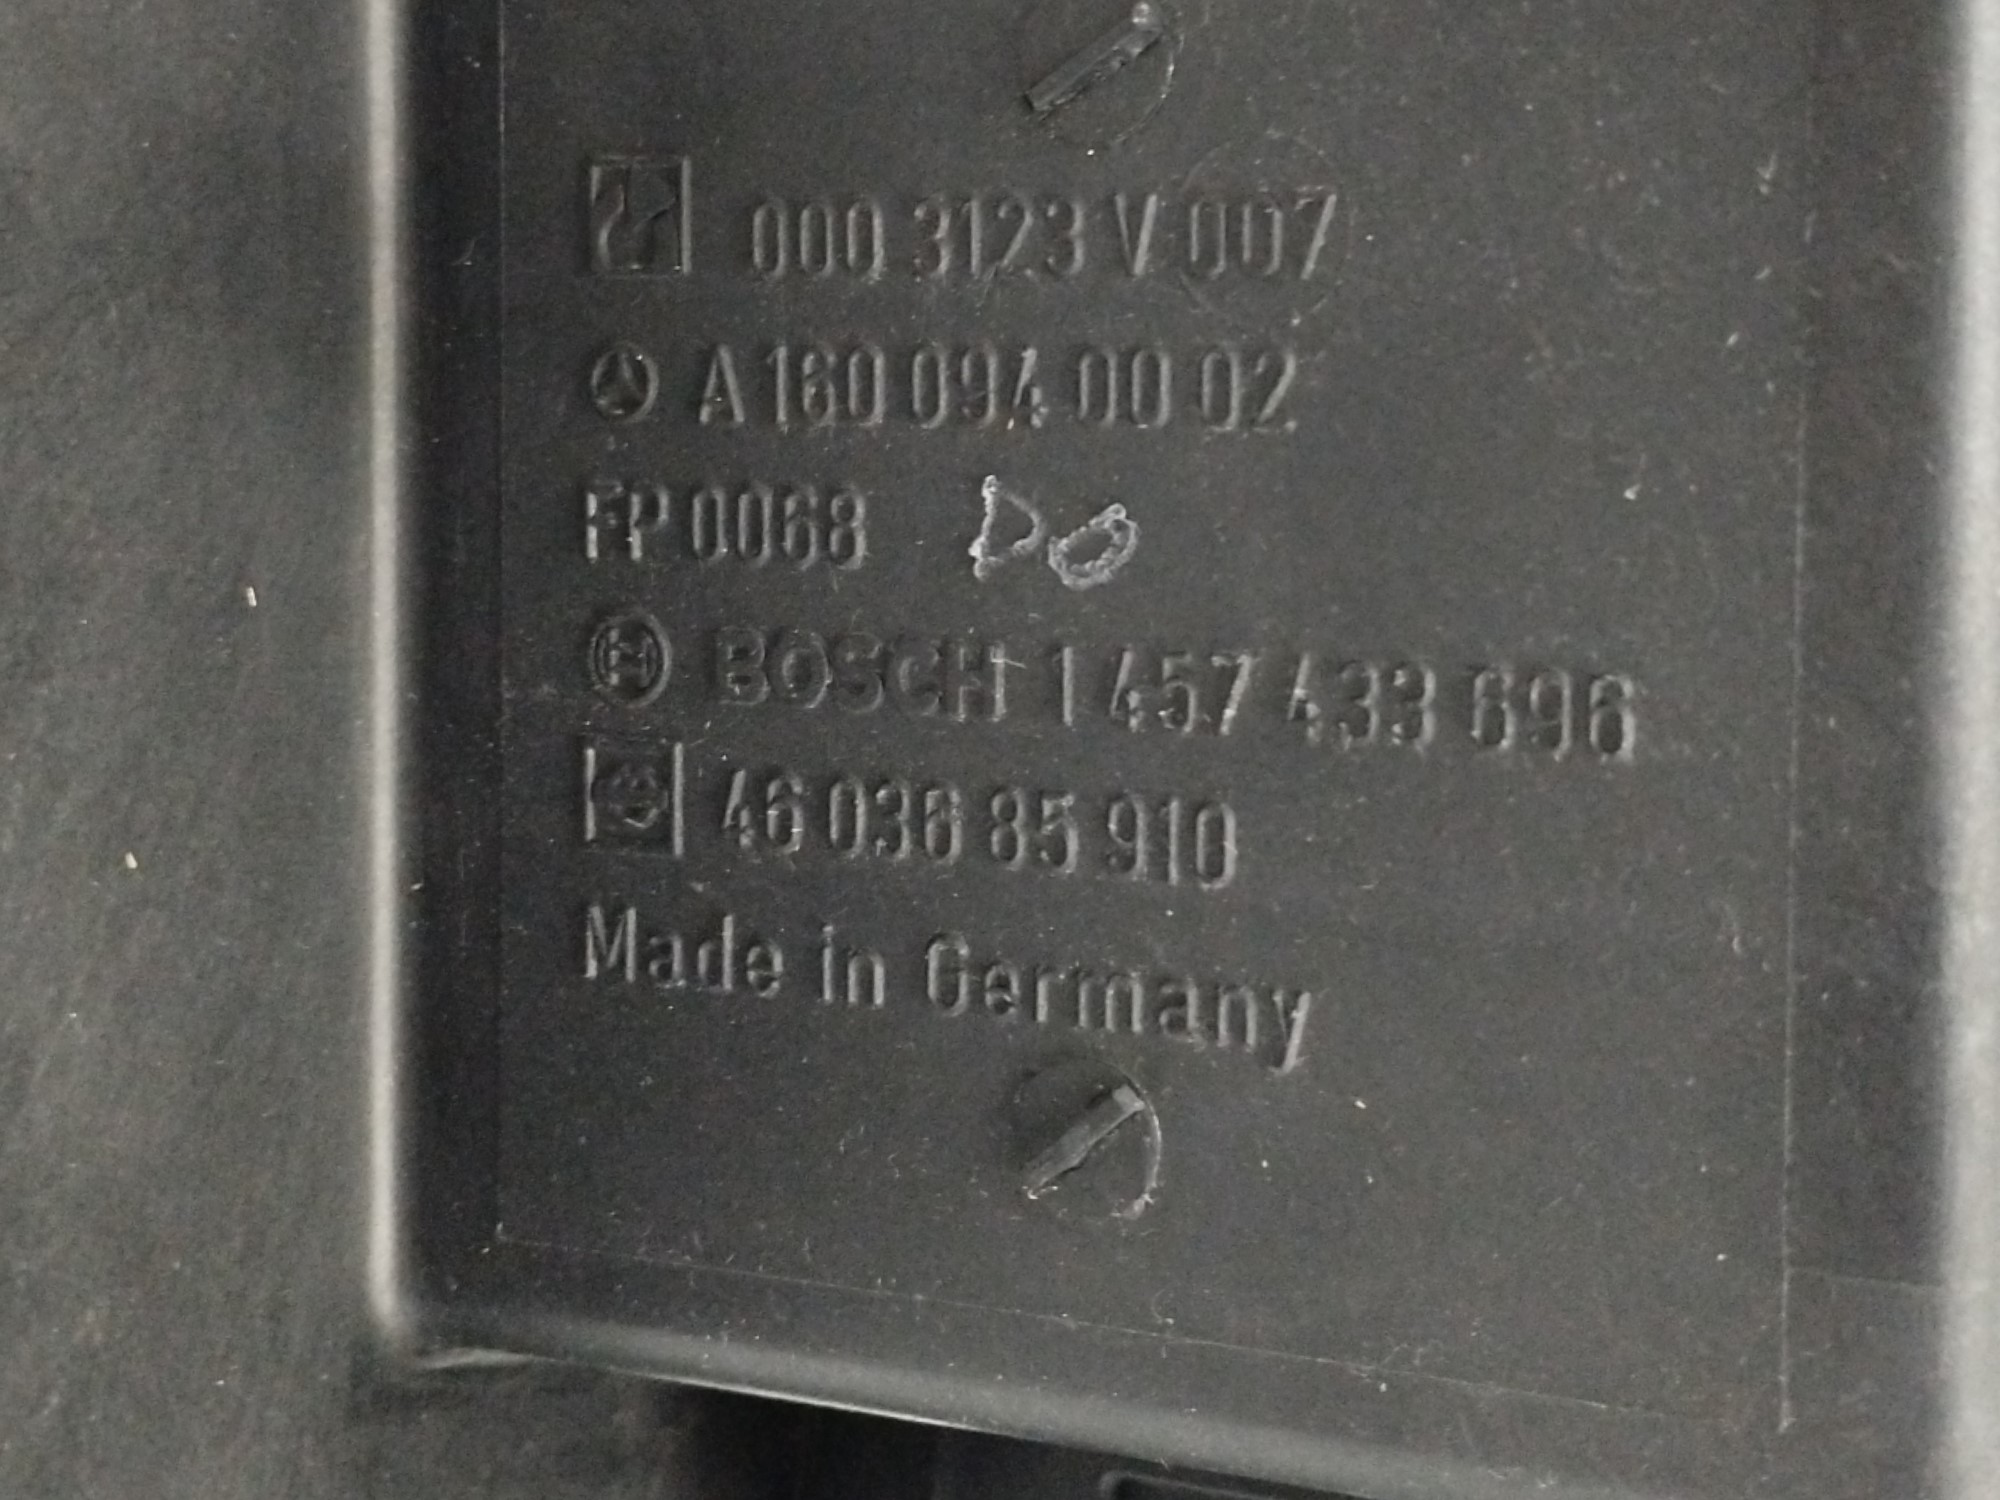 000 3123 V 007
A 160 094 00 02
FP 0068 DO
BOSCH 1 457 433 696
46 036 85 910
Made in Germany